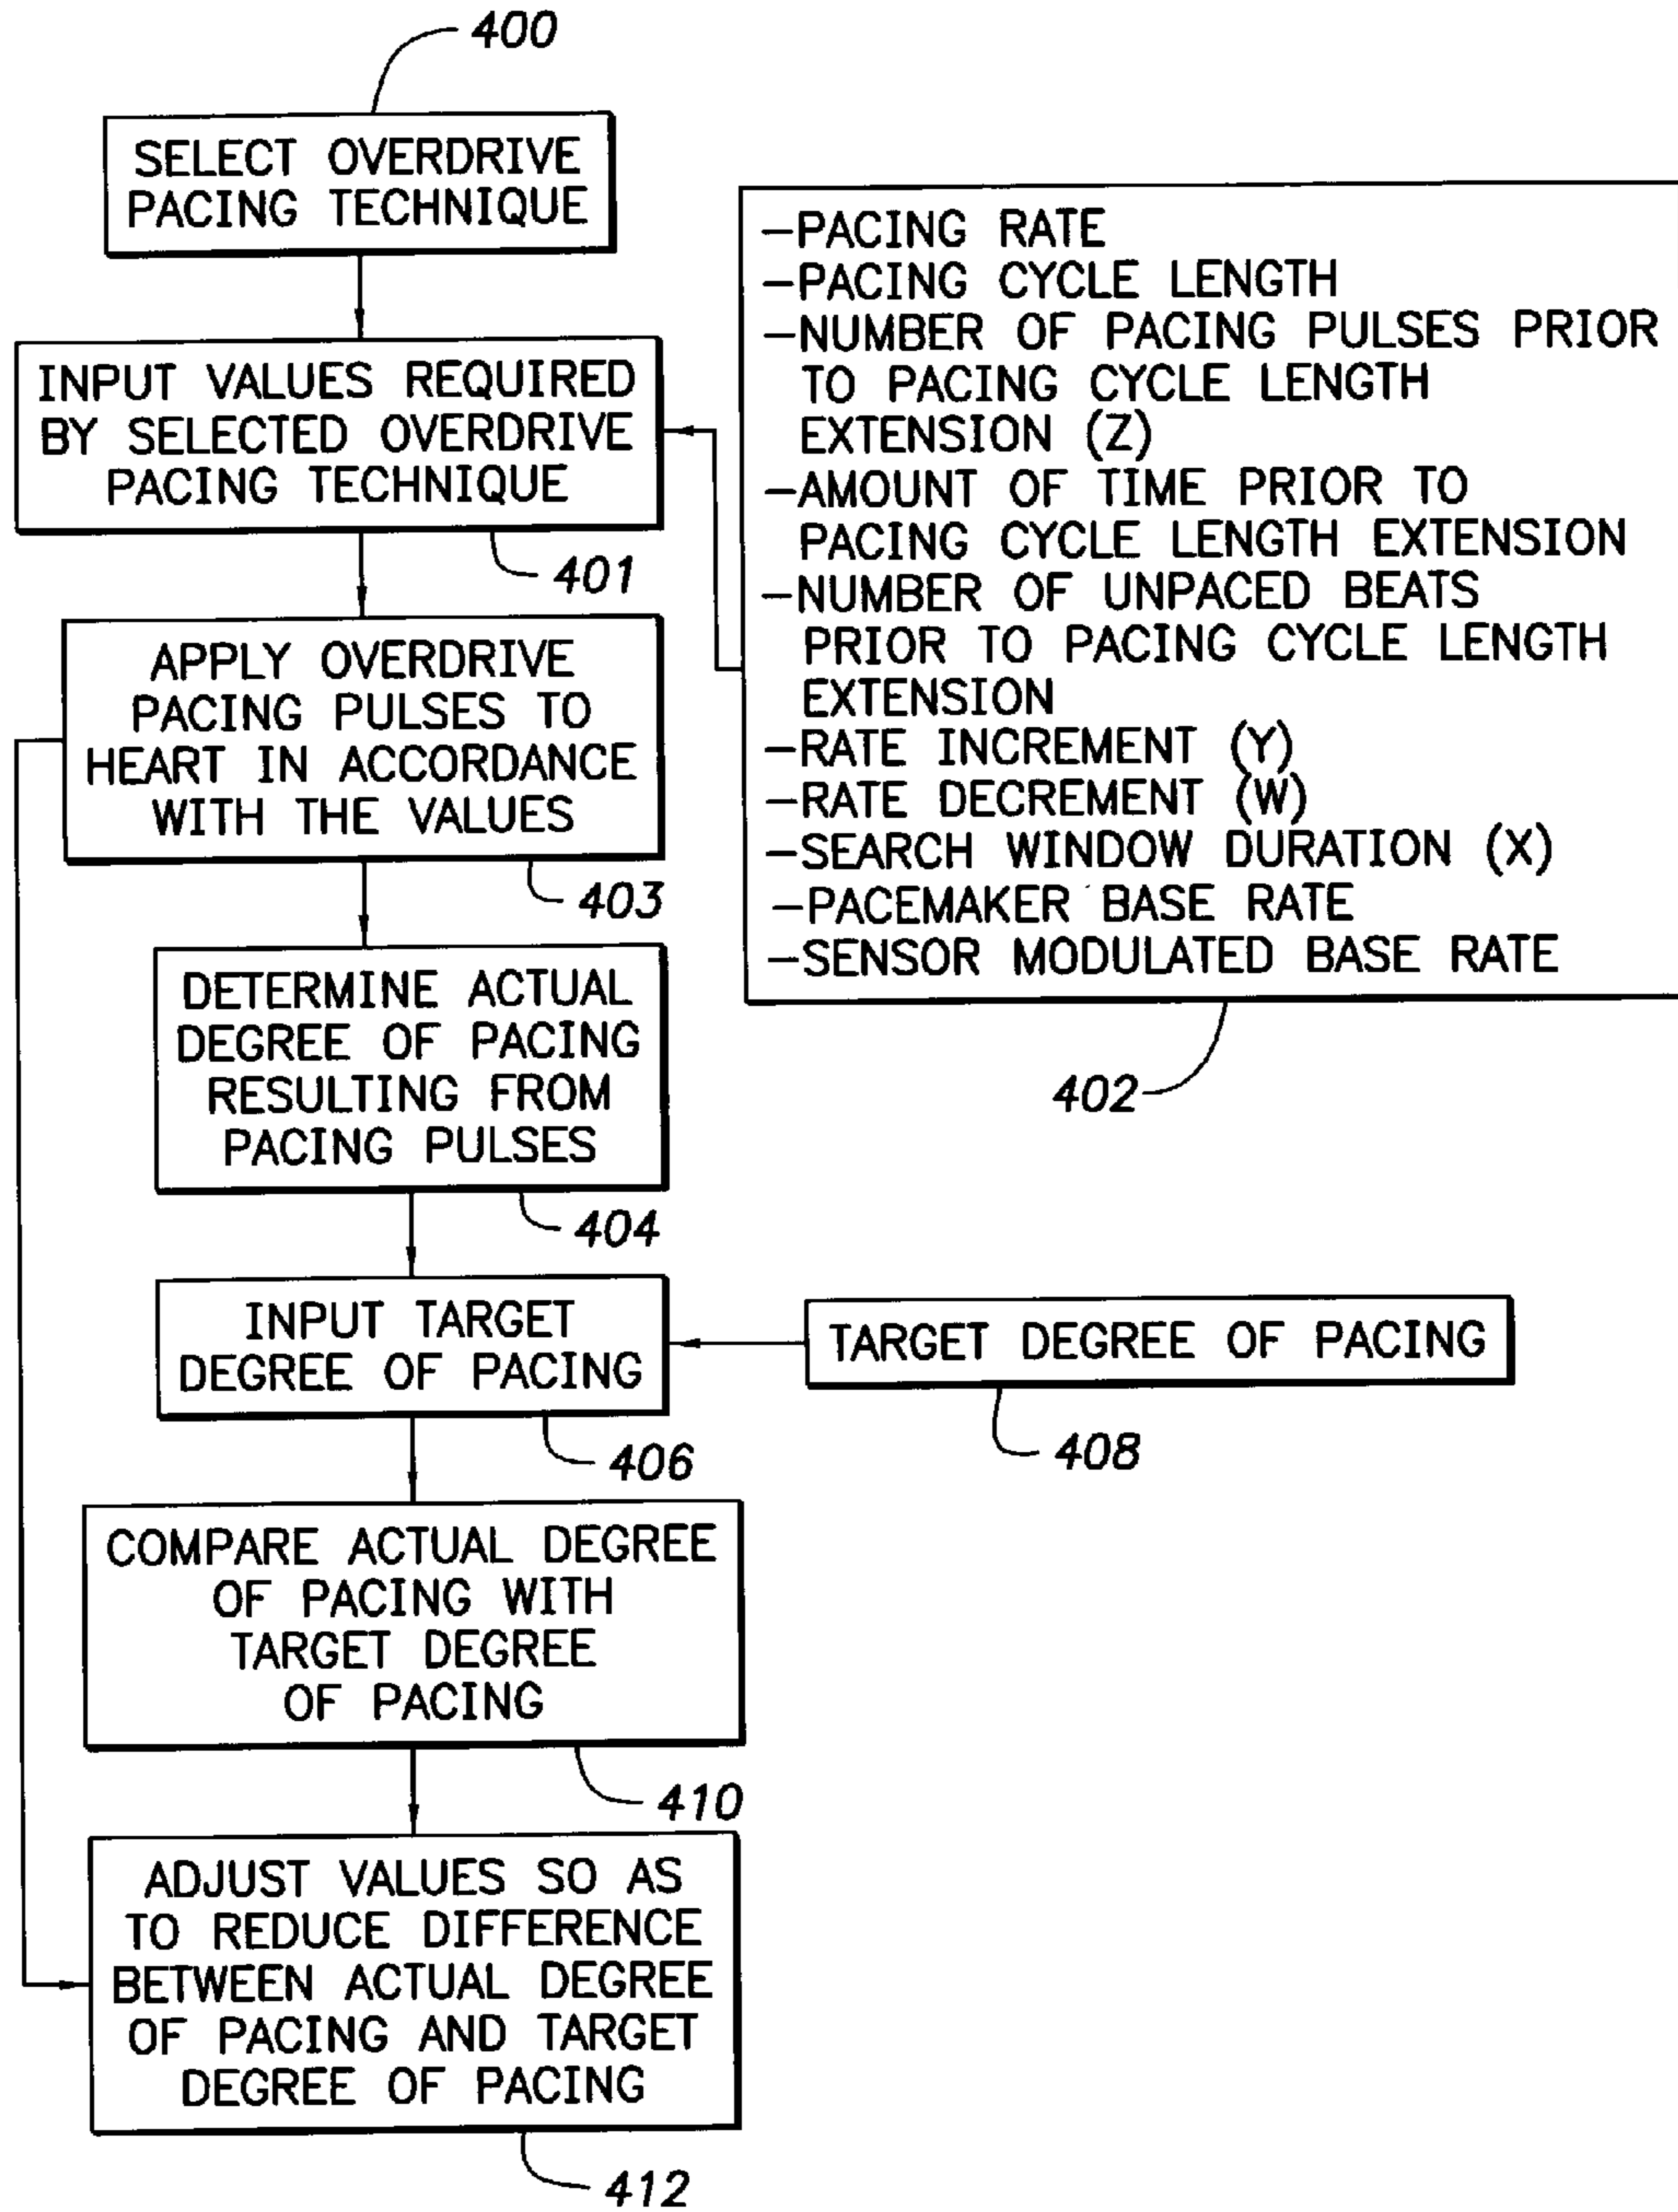 400
SELECT OVERDRIVE
PACING TECHNIQUE
INPUT VALUES REQUIRED
BY SELECTED OVERDRIVE
PACING TECHNIQUE
401
-PACING RATE
-PACING CYCLE LENGTH
-NUMBER OF PACING PULSES PRIOR
TO PACING CYCLE LENGTH
EXTENSION (Z)
-AMOUNT OF TIME PRIOR TO
PACING CYCLE LENGTH EXTENSION
-NUMBER OF UNPACED BEATS
PRIOR TO PACING CYCLE LENGTH
EXTENSION
-RATE INCREMENT (Y)
-RATE DECREMENT (W)
-SEARCH WINDOW DURATION (X)
-PACEMAKER BASE RATE
-SENSOR MODULATED BASE RATE
402
APPLY OVERDRIVE
PACING PULSES TO
HEART IN ACCORDANCE
WITH THE VALUES
403
DETERMINE ACTUAL
DEGREE OF PACING
RESULTING FROM
PACING PULSES
404
INPUT TARGET
DEGREE OF PACING
406
TARGET DEGREE OF PACING
408
COMPARE ACTUAL DEGREE
OF PACING WITH
TARGET DEGREE
OF PACING
410
ADJUST VALUES SO AS
TO REDUCE DIFFERENCE
BETWEEN ACTUAL DEGREE
OF PACING AND TARGET
DEGREE OF PACING
412